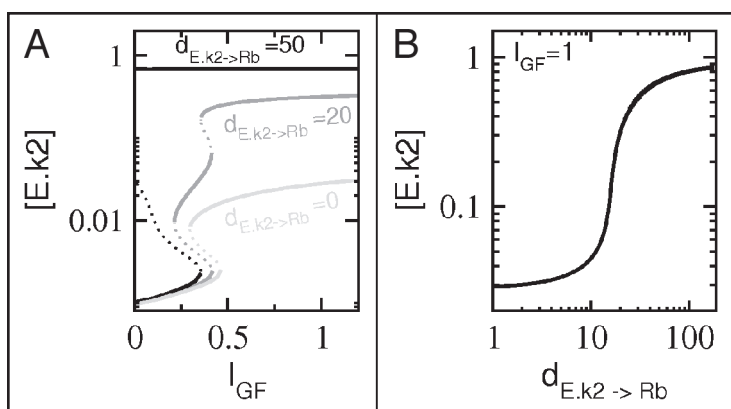 A
d_E.k2->Rb=50
1
d_E.k2->Rb=20
[E.k2]
0.01
d_E.k2->Rb=0
0 0.5 1
I_GF
B
I_GF=1
1
[E.k2]
0.1
1 10 100
d_E.k2 -> Rb